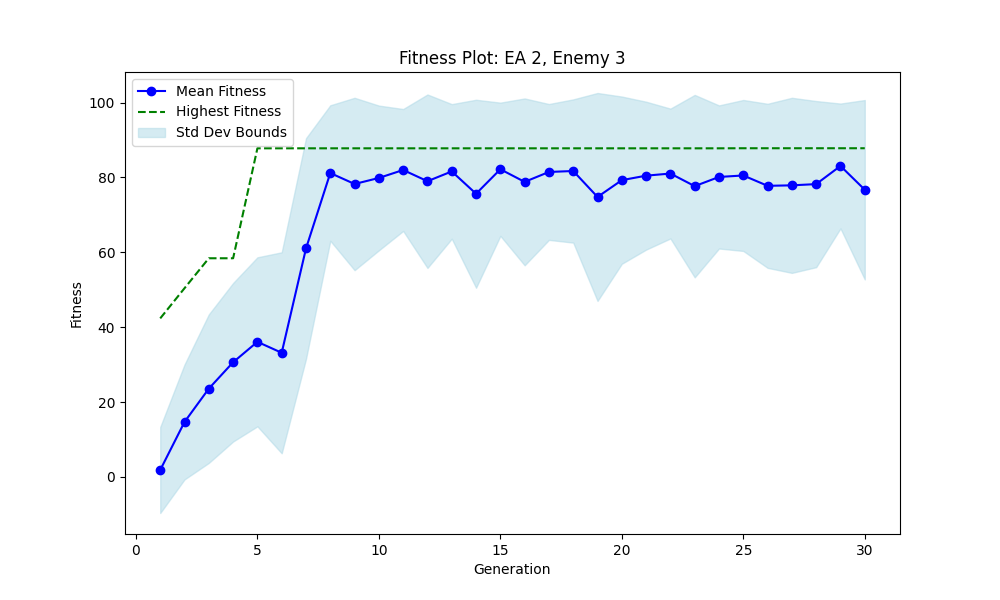 Fitness Plot: EA 2, Enemy 3
Mean Fitness
Highest Fitness
Std Dev Bounds
100
80
60
40
20
0
Fitness
0 5 10 15 20 25 30
Generation